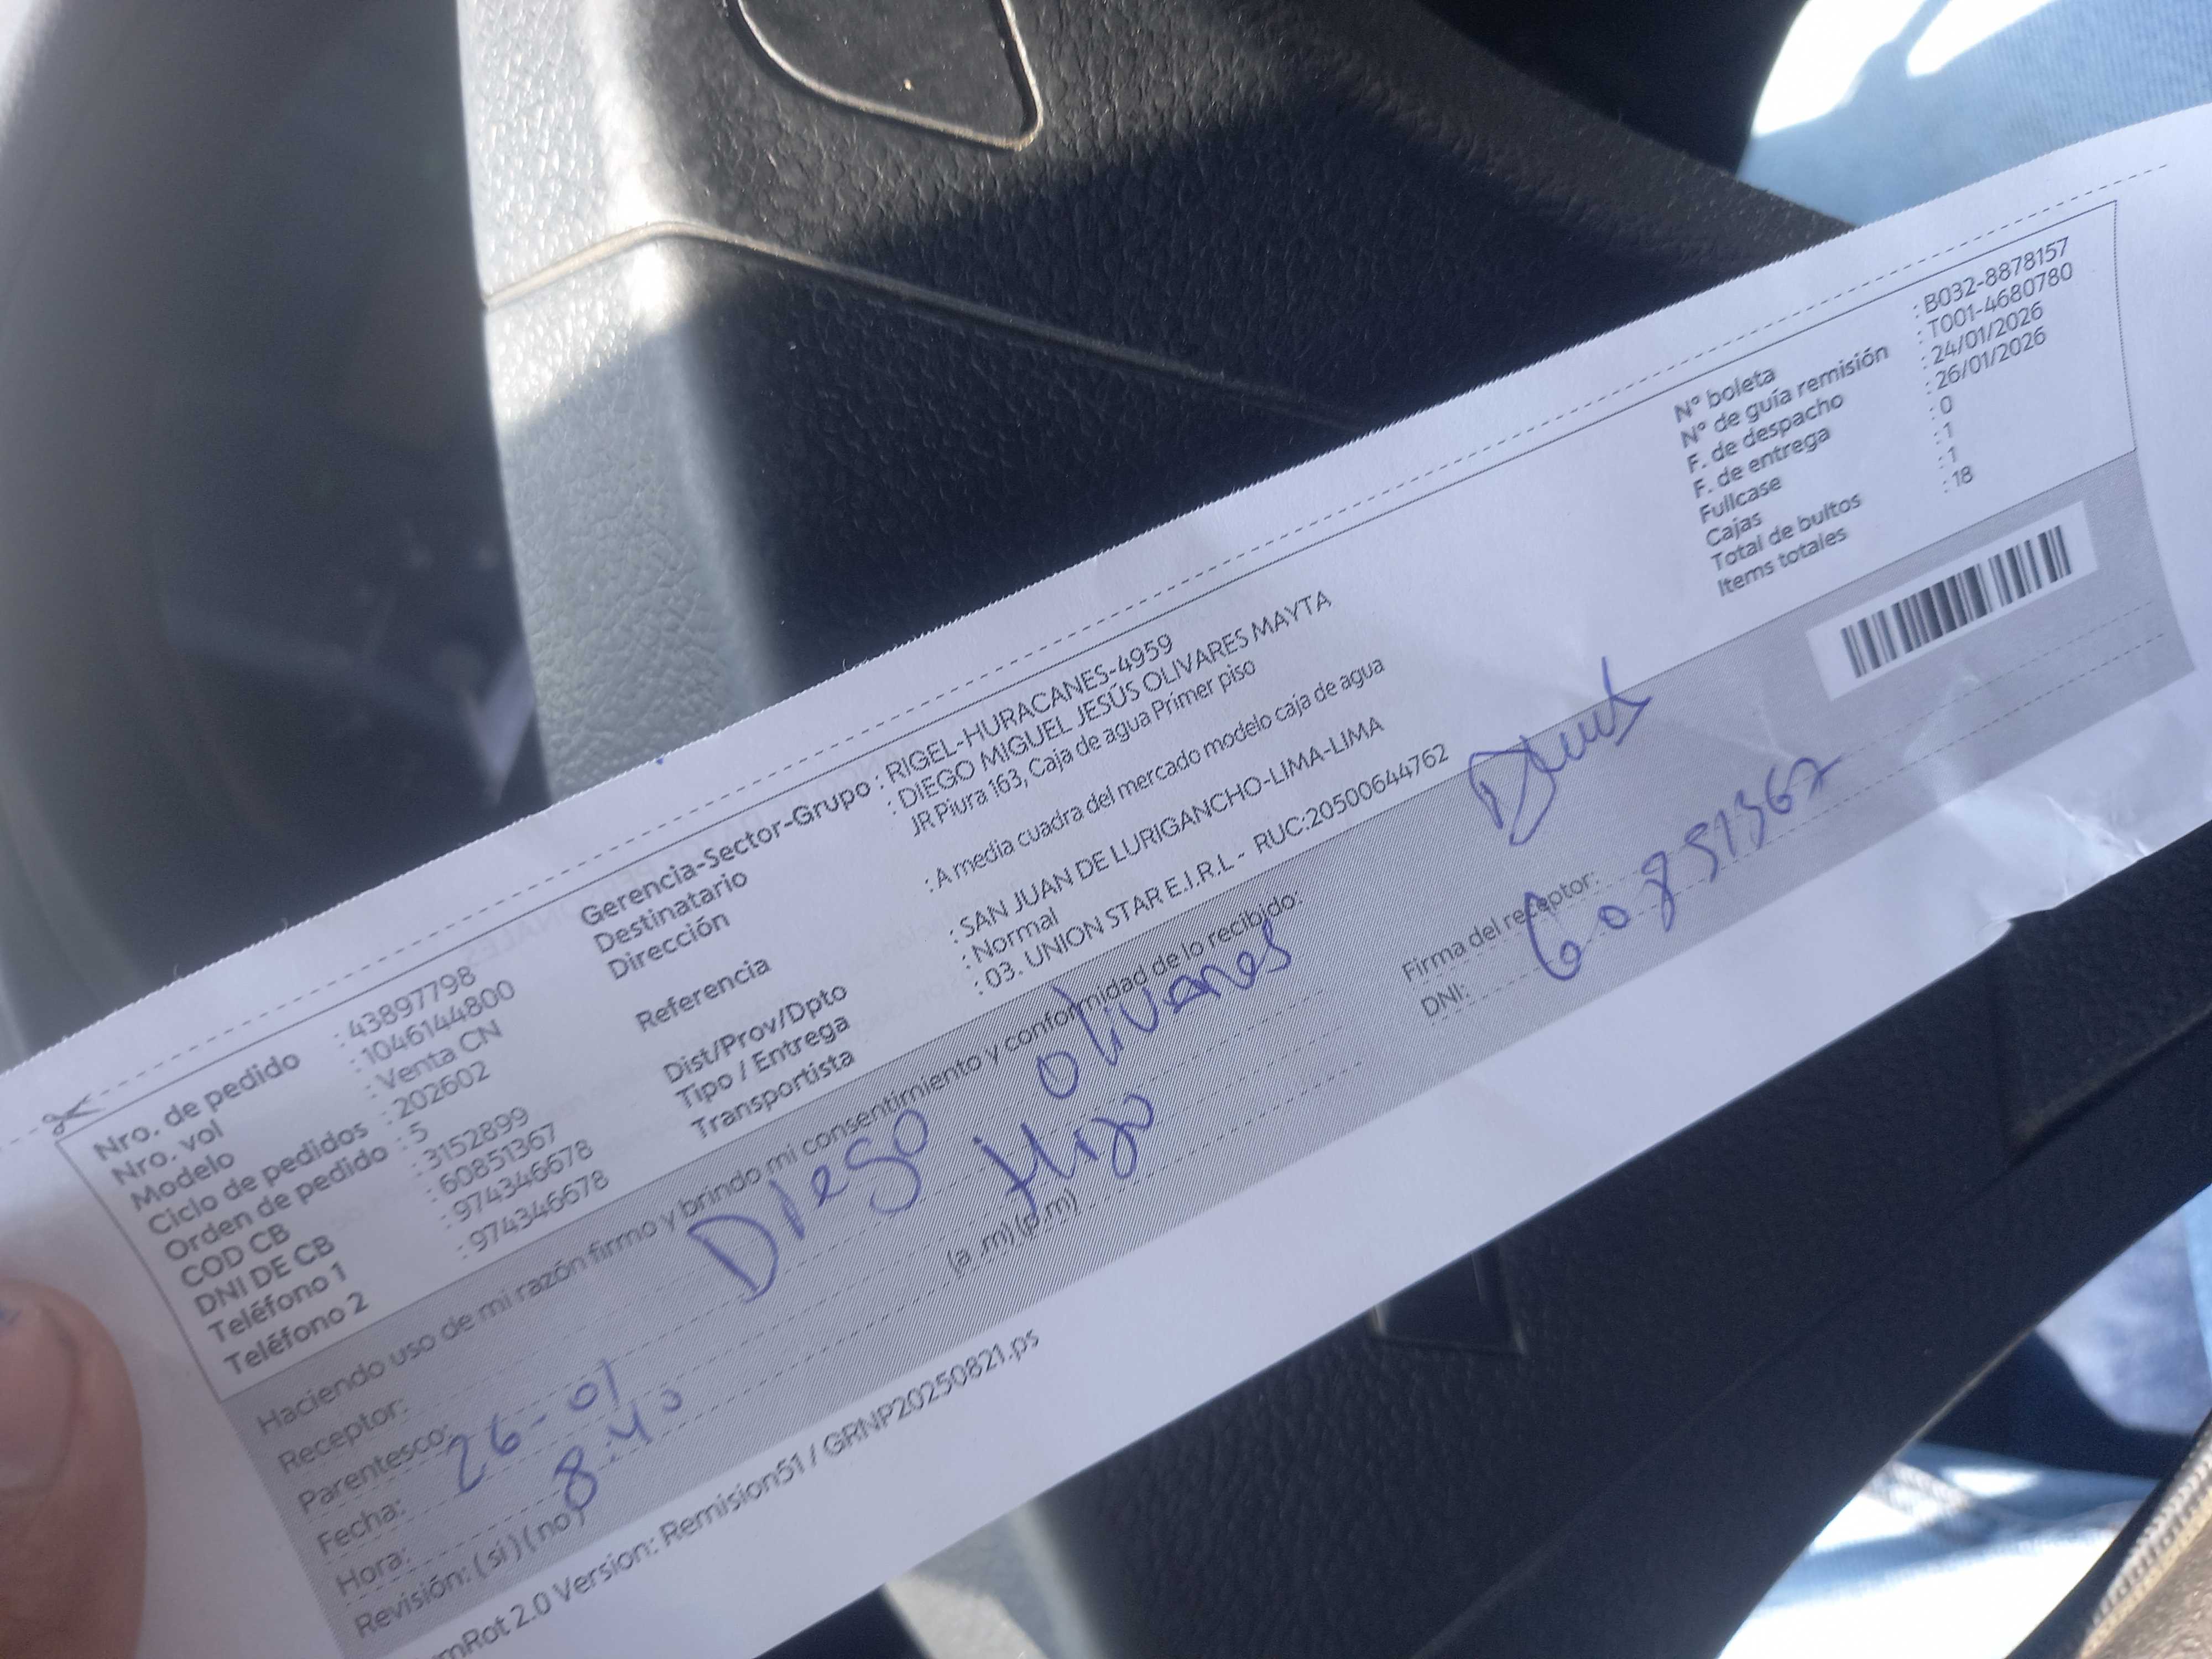 Nro. de pedido : 43897798
Nro. vol : 1046144800
Modelo : Venta CN
Ciclo de pedidos : 202602
Orden de pedido : 5
COD CB : 3152899
DNI DE CB : 60851367
Teléfono 1 : 974346678
Teléfono 2 : 974346678
Gerencia-Sector-Grupo : RIGEL-HURACANES-4959
Destinatario : DIEGO MIGUEL JESÚS OLIVARES MAYTA
Dirección JR Piura 163, Caja de agua Primer piso
Referencia : A media cuadra del mercado modelo caja de agua
Dist/Prov/Dpto : SAN JUAN DE LURIGANCHO-LIMA-LIMA
Tipo / Entrega : Normal
Transportista : 03. UNION STAR E.I.R.L - RUC:20500644762
N° boleta : B032-8878157
N° de guía remisión : T001-4680780
F. de despacho : 24/01/2026
F. de entrega : 26/01/2026
Fullcase : 0
Cajas : 1
Total de bultos : 1
Items totales : 18
Haciendo uso de mi razón firmo y brindo mi consentimiento y conformidad de lo recibido:
Receptor: Diego Olivares
Parentesco: Hijo
Fecha: 26-01
Hora: 8:40 (a .m) (p.m)
Revisión: (si) (no)
Firma del receptor:
DNI: 60851367
mRot 2.0 Version: Remision51 / GRNP20250821.ps